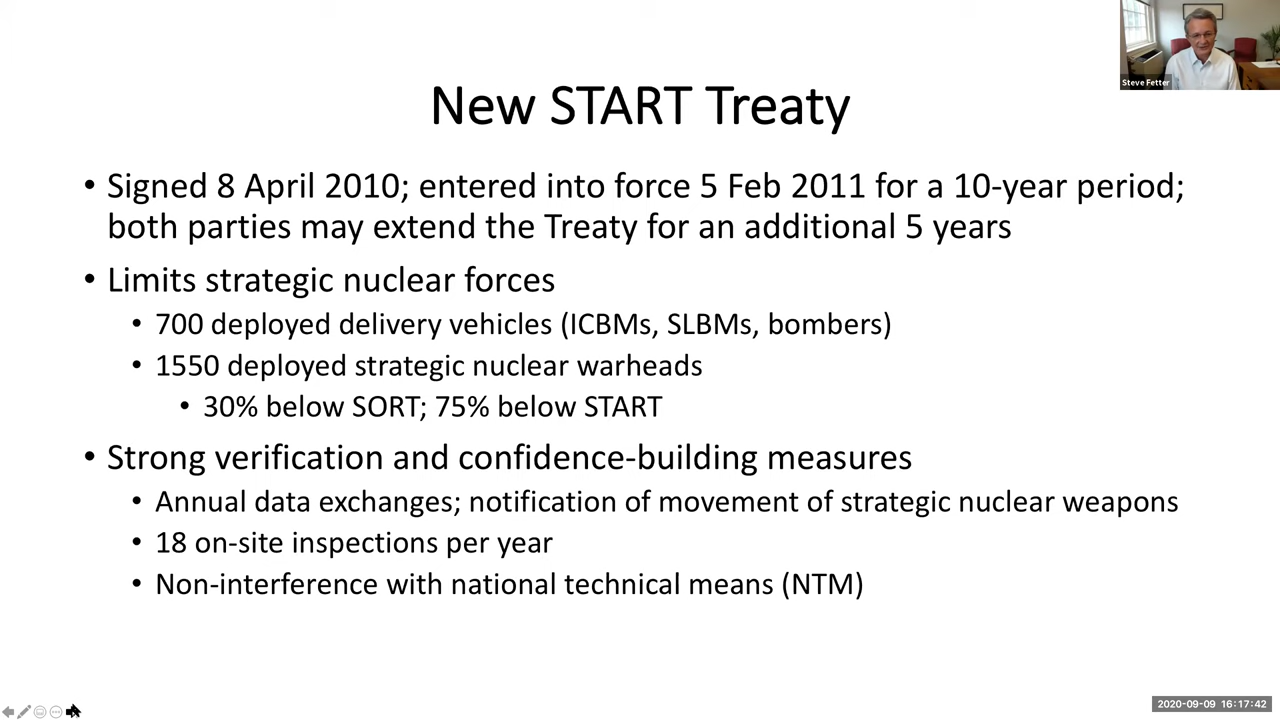 Steve Fetter
New START Treaty
• Signed 8 April 2010; entered into force 5 Feb 2011 for a 10-year period;
both parties may extend the Treaty for an additional 5 years
• Limits strategic nuclear forces
• 700 deployed delivery vehicles (ICBMs, SLBMs, bombers)
• 1550 deployed strategic nuclear warheads
• 30% below SORT; 75% below START
• Strong verification and confidence-building measures
• Annual data exchanges; notification of movement of strategic nuclear weapons
• 18 on-site inspections per year
• Non-interference with national technical means (NTM)
2020-09-09 16:17:42